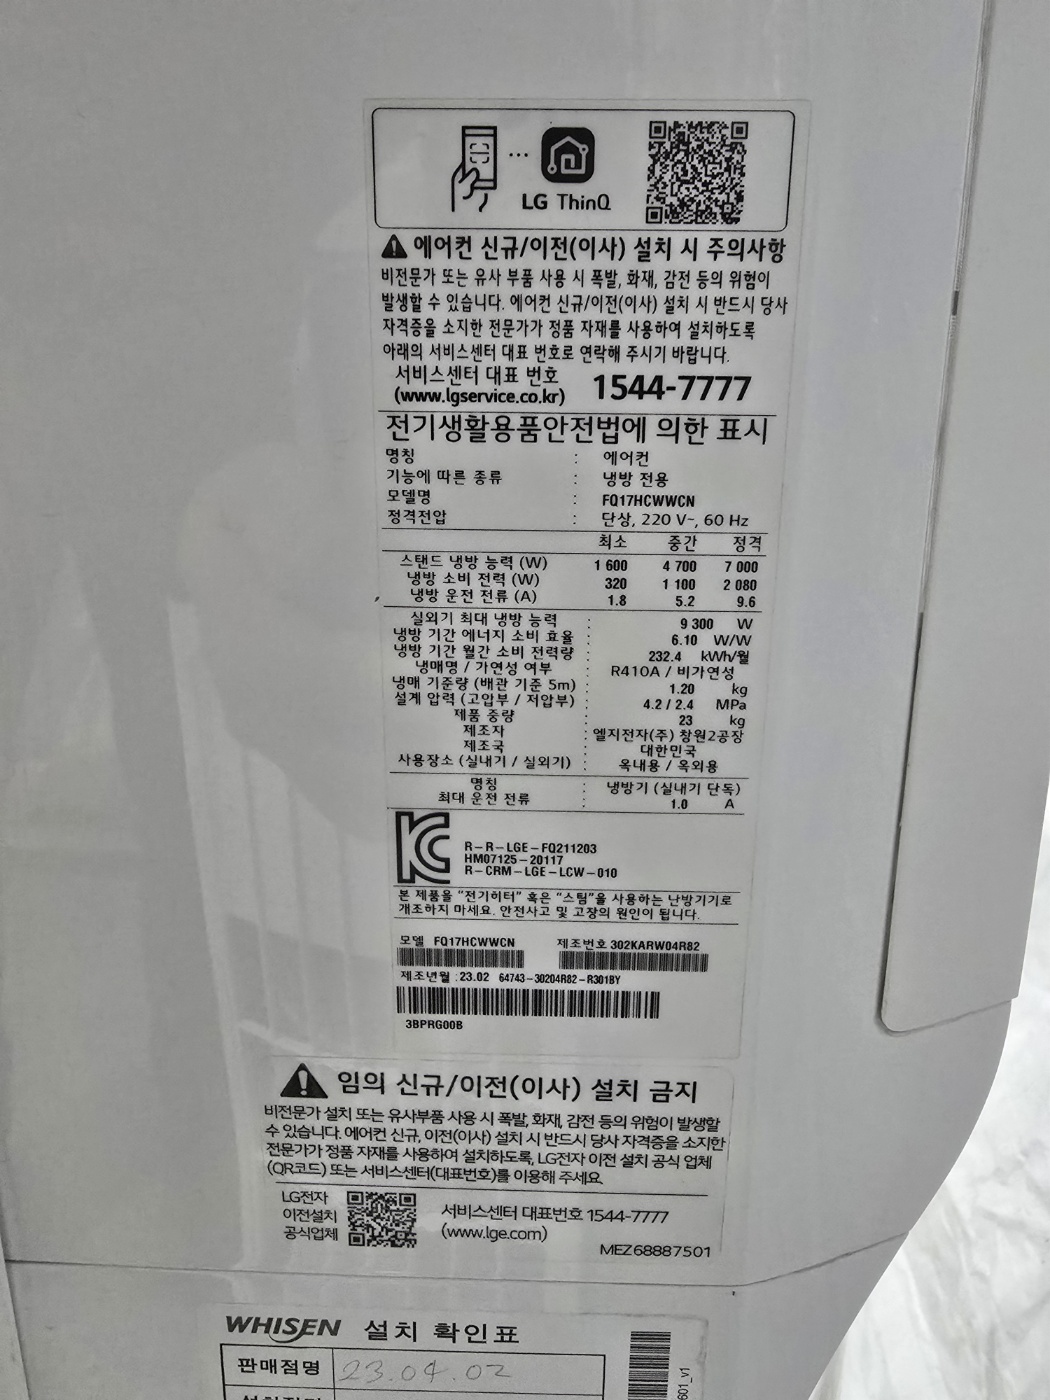 LG ThinQ
에어컨 신규/이전(이사) 설치 시 주의사항
비전문가 또는 유사 부품 사용 시 폭발, 화재, 감전 등의 위험이
발생할 수 있습니다. 에어컨 신규/이전(이사) 설치 시 반드시 당사
자격증을 소지한 전문가가 정품 자재를 사용하여 설치하도록
아래의 서비스센터 대표 번호로 연락해 주시기 바랍니다.
서비스센터 대표 번호
(www.lgservice.co.kr) 1544-7777
전기생활용품안전법에 의한 표시
명칭 : 에어컨
기능에 따른 종류 : 냉방 전용
모델명 : FQ17HCWWCN
정격전압 : 단상, 220 V~, 60 Hz
최소 중간 정격
스탠드 냉방 능력 (W) 1 600 4 700 7 000
냉방 소비 전력 (W) 320 1 100 2 080
냉방 운전 전류 (A) 1.8 5.2 9.6
실외기 최대 냉방 능력 : 9 300 W
냉방 기간 에너지 소비 효율 : 6.10 W/W
냉방 기간 월간 소비 전력량 : 232.4 kWh/월
냉매명 / 가연성 여부 : R410A / 비가연성
냉매 기준량 (배관 기준 5m) : 1.20 kg
설계 압력 (고압부 / 저압부) : 4.2 / 2.4 MPa
제품 중량 : 23 kg
제조자 : 엘지전자(주) 창원2공장
제조국 : 대한민국
사용장소 (실내기 / 실외기) : 옥내용 / 옥외용
명칭 : 냉방기 (실내기 단독)
최대 운전 전류 : 1.0 A
R-R-LGE-FQ211203
HM07125-20117
R-CRM-LGE-LCW-010
본 제품을 "전기히터" 혹은 "스팀"을 사용하는 난방기기로
개조하지 마세요. 안전사고 및 고장의 원인이 됩니다.
모델 FQ17HCWWCN 제조번호 302KARW04R82
제조년월 : 23.02 64743-30204R82-R301BY
3BPRG00B
임의 신규/이전(이사) 설치 금지
비전문가 설치 또는 유사부품 사용 시 폭발, 화재, 감전 등의 위험이 발생할
수 있습니다. 에어컨 신규, 이전(이사) 설치 시 반드시 당사 자격증을 소지한
전문가가 정품 자재를 사용하여 설치하도록, LG전자 이전 설치 공식 업체
(QR코드) 또는 서비스센터(대표번호)를 이용해 주세요.
LG전자
이전설치
공식업체
서비스센터 대표번호 1544-7777
(www.lge.com)
MEZ68887501
WHISEN 설치 확인표
판매점명 23.04.02
601_v1